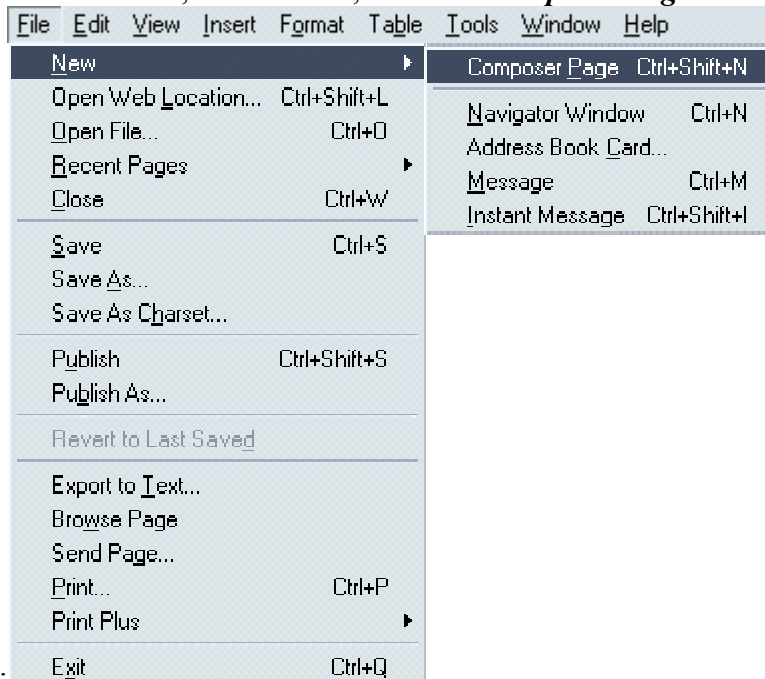 File Edit View Insert Format Table Tools Window Help
New
Open Web Location... Ctrl+Shift+L
Open File... Ctrl+O
Recent Pages
Close Ctrl+W
Save Ctrl+S
Save As...
Save As Charset...
Publish Ctrl+Shift+S
Publish As...
Revert to Last Saved
Export to Text...
Browse Page
Send Page...
Print... Ctrl+P
Print Plus
Exit Ctrl+Q
Composer Page Ctrl+Shift+N
Navigator Window Ctrl+N
Address Book Card...
Message Ctrl+M
Instant Message Ctrl+Shift+I